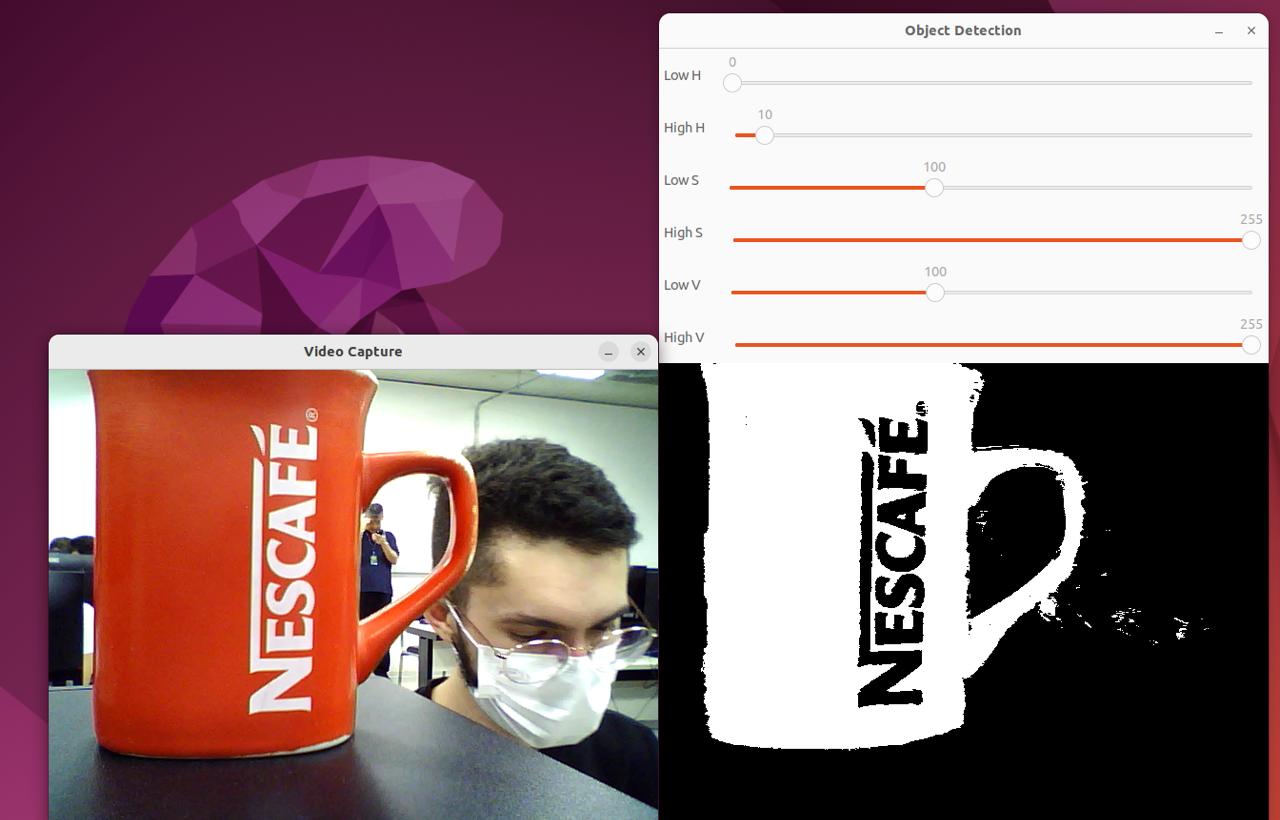 Object Detection
Low H
0
High H
10
Low S
100
High S
255
Low V
100
High V
255
Video Capture
NESCAFÉ®
NESCAFÉ®